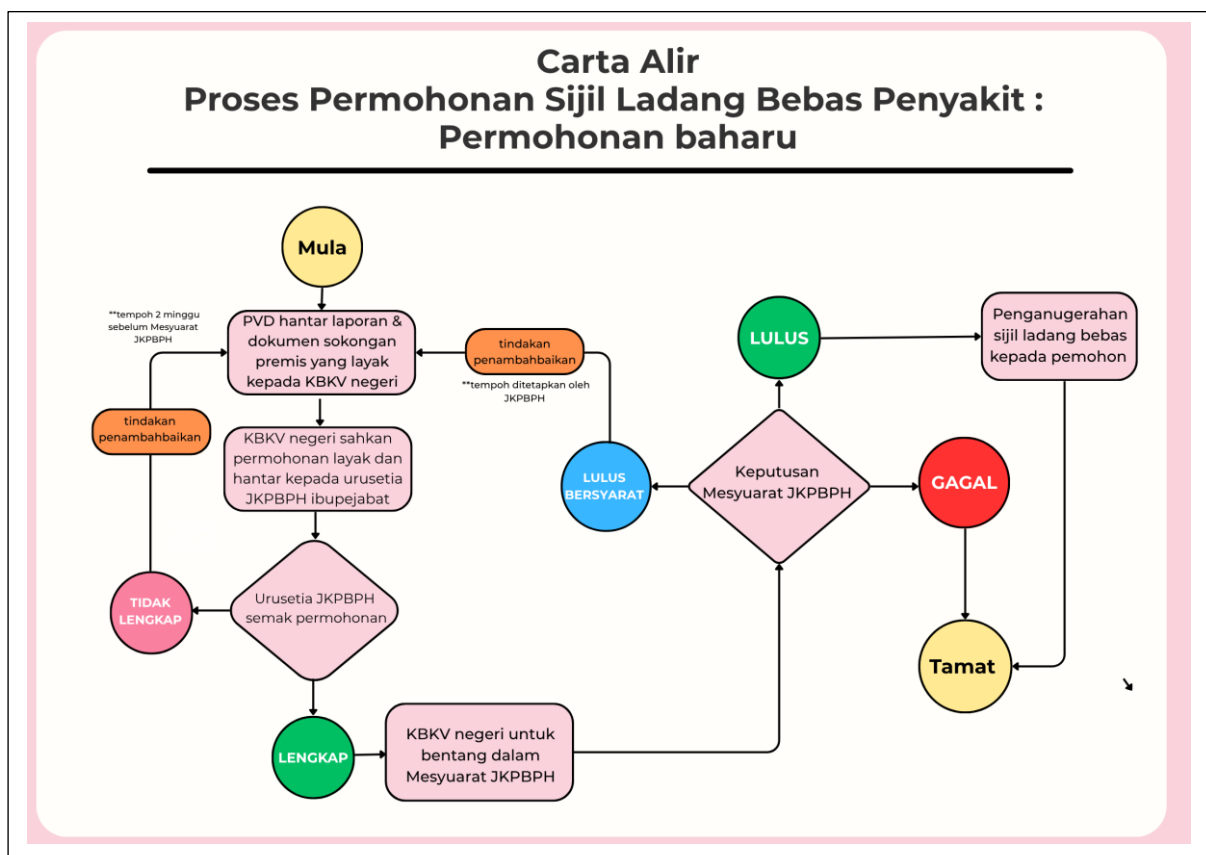 Carta Alir
Proses Permohonan Sijil Ladang Bebas Penyakit :
Permohonan baharu
Mula
**tempoh 2 minggu
sebelum Mesyuarat
JKPBPH
PVD hantar laporan &
dokumen sokongan
premis yang layak
kepada KBKV negeri
tindakan
penambahbaikan
**tempoh ditetapkan oleh
JKPBPH
tindakan
penambahbaikan
KBKV negeri sahkan
permohonan layak dan
hantar kepada urusetia
JKPBPH ibupejabat
Urusetia JKPBPH
semak permohonan
TIDAK
LENGKAP
LENGKAP
KBKV negeri untuk
bentang dalam
Mesyuarat JKPBPH
Keputusan
Mesyuarat JKPBPH
LULUS
BERSYARAT
LULUS
GAGAL
Penganugerahan
sijil ladang bebas
kepada pemohon
Tamat